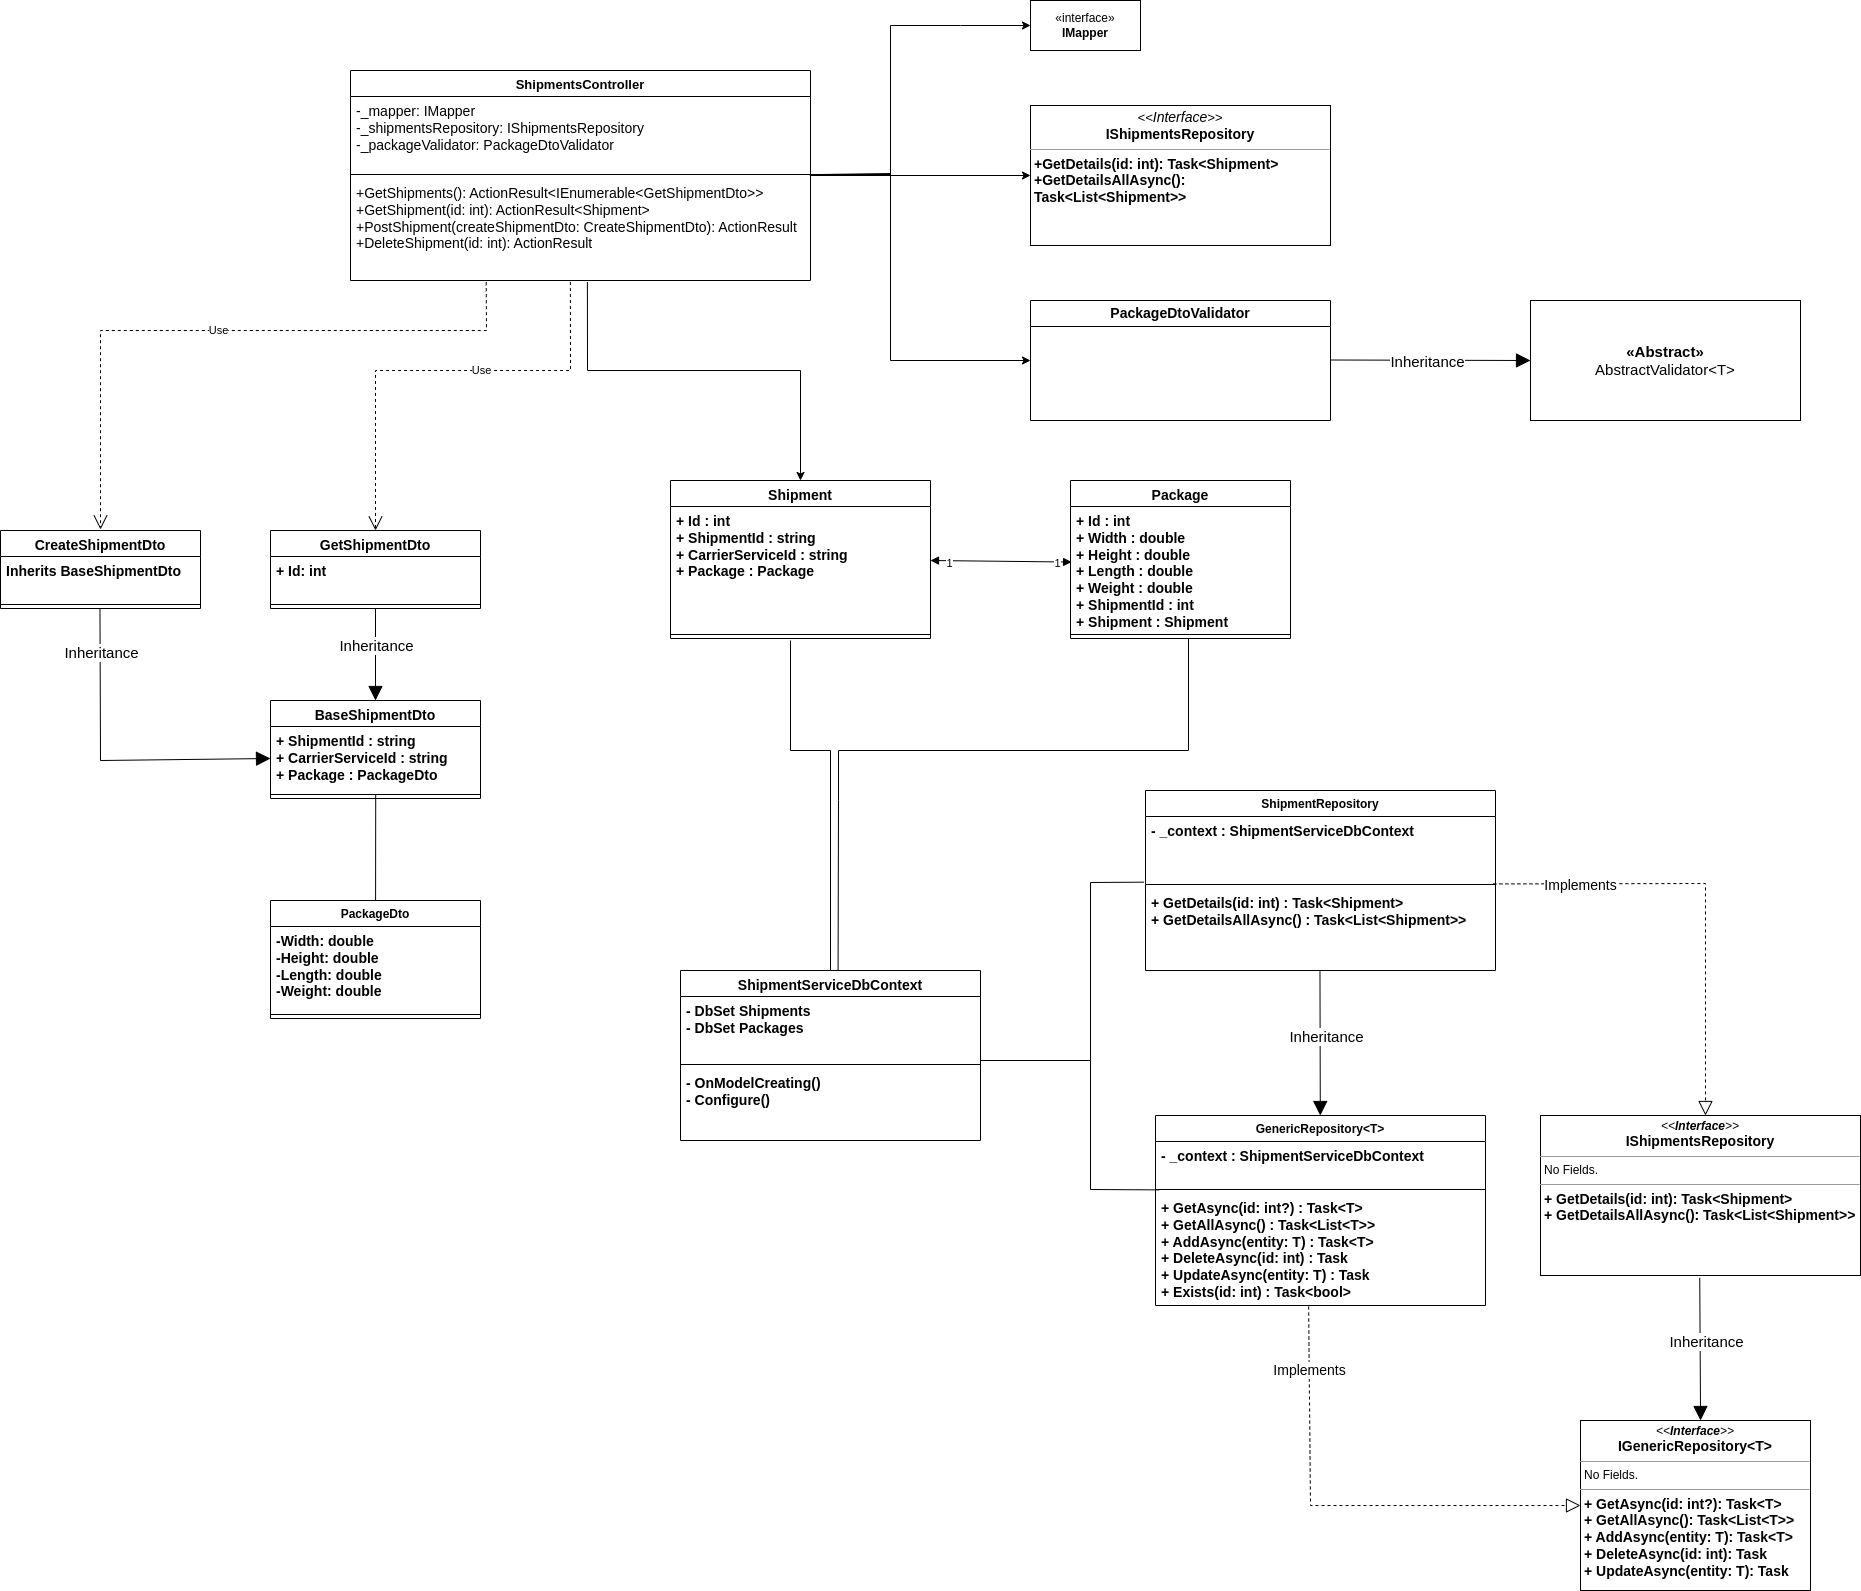 «interface»
IMapper
ShipmentsController
-_mapper: IMapper
-_shipmentsRepository: IShipmentsRepository
-_packageValidator: PackageDtoValidator
+GetShipments(): ActionResult<IEnumerable<GetShipmentDto>>
+GetShipment(id: int): ActionResult<Shipment>
+PostShipment(createShipmentDto: CreateShipmentDto): ActionResult
+DeleteShipment(id: int): ActionResult
<<Interface>>
IShipmentsRepository
+GetDetails(id: int): Task<Shipment>
+GetDetailsAllAsync():
Task<List<Shipment>>
PackageDtoValidator
Inheritance
«Abstract»
AbstractValidator<T>
Use
Use
CreateShipmentDto
Inherits BaseShipmentDto
GetShipmentDto
+ Id: int
Shipment
+ Id : int
+ ShipmentId : string
+ CarrierServiceId : string
+ Package : Package
1
1
Package
+ Id : int
+ Width : double
+ Height : double
+ Length : double
+ Weight : double
+ ShipmentId : int
+ Shipment : Shipment
Inheritance
Inheritance
BaseShipmentDto
+ ShipmentId : string
+ CarrierServiceId : string
+ Package : PackageDto
PackageDto
-Width: double
-Height: double
-Length: double
-Weight: double
ShipmentRepository
- _context : ShipmentServiceDbContext
+ GetDetails(id: int) : Task<Shipment>
+ GetDetailsAllAsync() : Task<List<Shipment>>
Implements
ShipmentServiceDbContext
- DbSet Shipments
- DbSet Packages
- OnModelCreating()
- Configure()
Inheritance
GenericRepository<T>
- _context : ShipmentServiceDbContext
+ GetAsync(id: int?) : Task<T>
+ GetAllAsync() : Task<List<T>>
+ AddAsync(entity: T) : Task<T>
+ DeleteAsync(id: int) : Task
+ UpdateAsync(entity: T) : Task
+ Exists(id: int) : Task<bool>
<<Interface>>
IShipmentsRepository
No Fields.
+ GetDetails(id: int): Task<Shipment>
+ GetDetailsAllAsync(): Task<List<Shipment>>
Inheritance
Implements
<<Interface>>
IGenericRepository<T>
No Fields.
+ GetAsync(id: int?): Task<T>
+ GetAllAsync(): Task<List<T>>
+ AddAsync(entity: T): Task<T>
+ DeleteAsync(id: int): Task
+ UpdateAsync(entity: T): Task